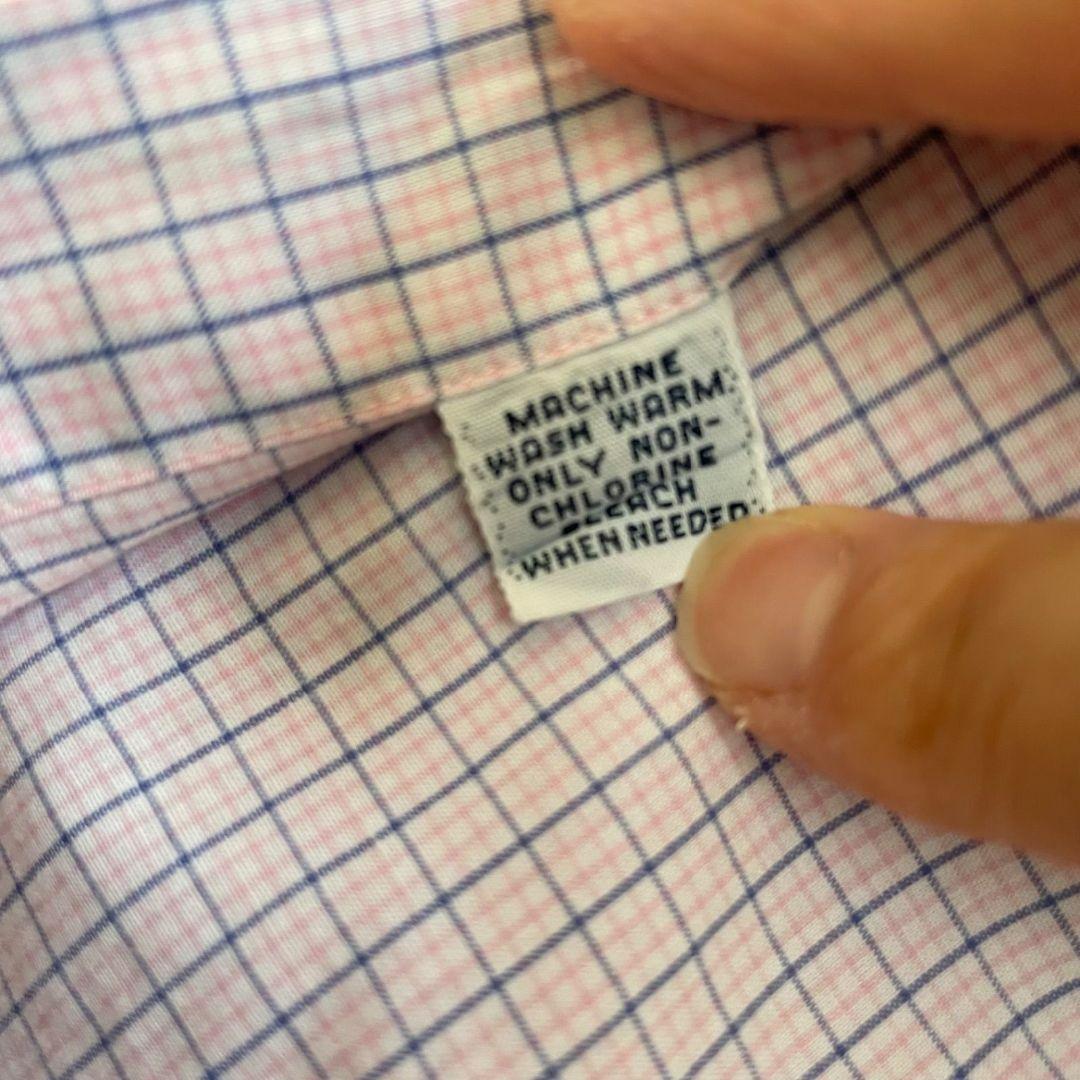 MACHINE
WASH WARM
ONLY NON-
CHLORINE
BLEACH
WHEN NEEDED